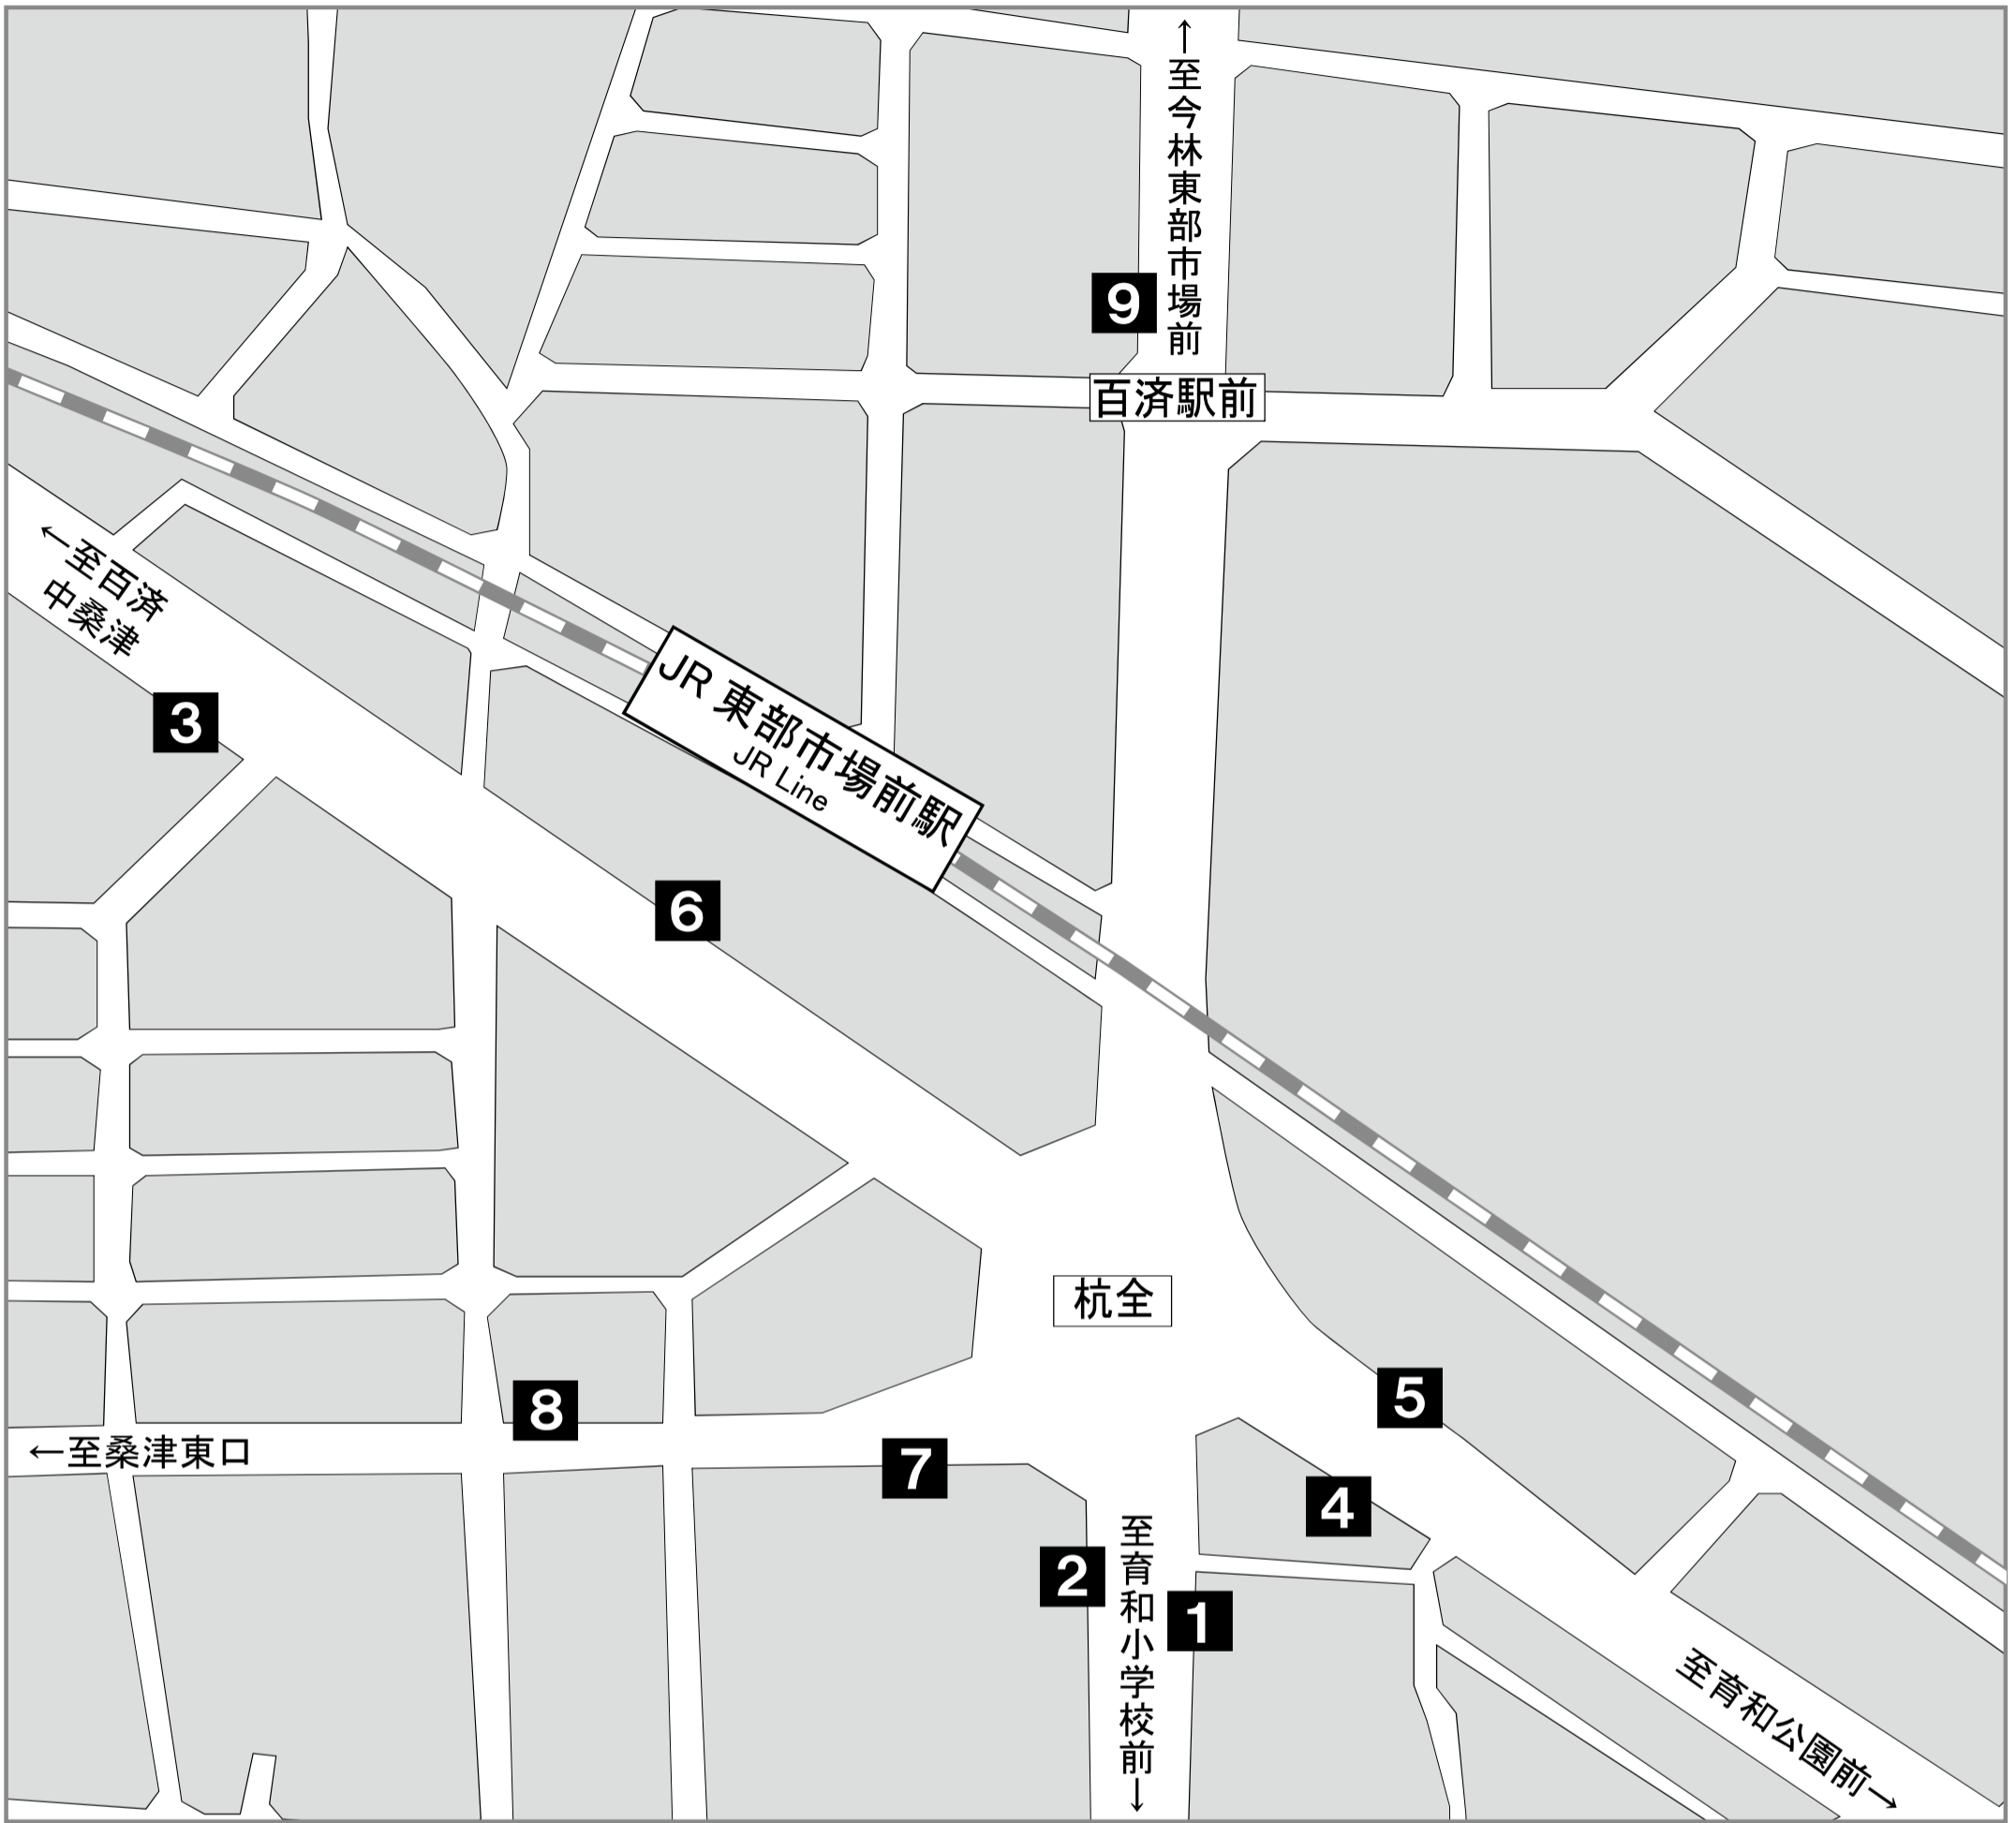 ↑至今林東部市場前
9
百済駅前
←至百済
中桑津
3
JR 東部市場前駅
JR Line
6
杭全
5
8
←至桑津東口
7
4
2
至育和小学校前↓
1
至育和公園前→